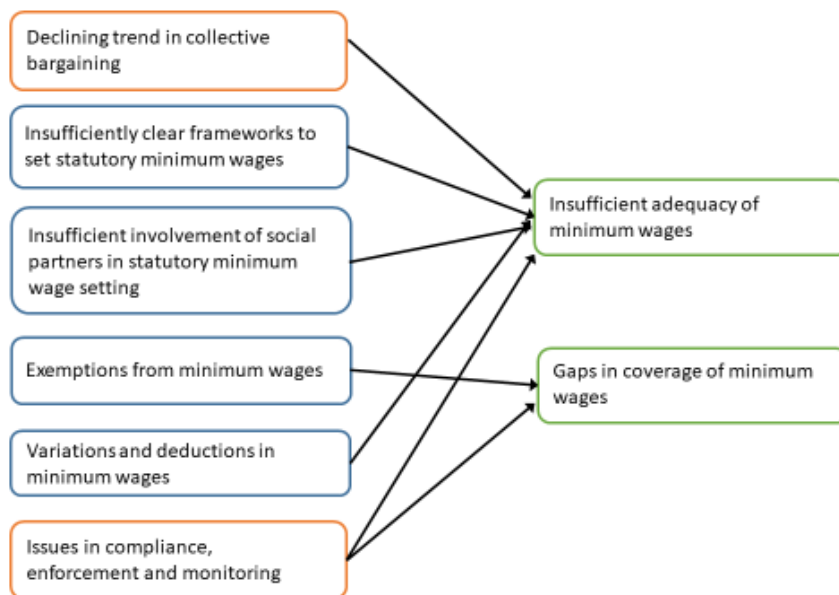 Declining trend in collective
bargaining
Insufficiently clear frameworks to
set statutory minimum wages
Insufficient involvement of social
partners in statutory minimum
wage setting
Exemptions from minimum wages
Variations and deductions in
minimum wages
Issues in compliance,
enforcement and monitoring
Insufficient adequacy of
minimum wages
Gaps in coverage of minimum
wages